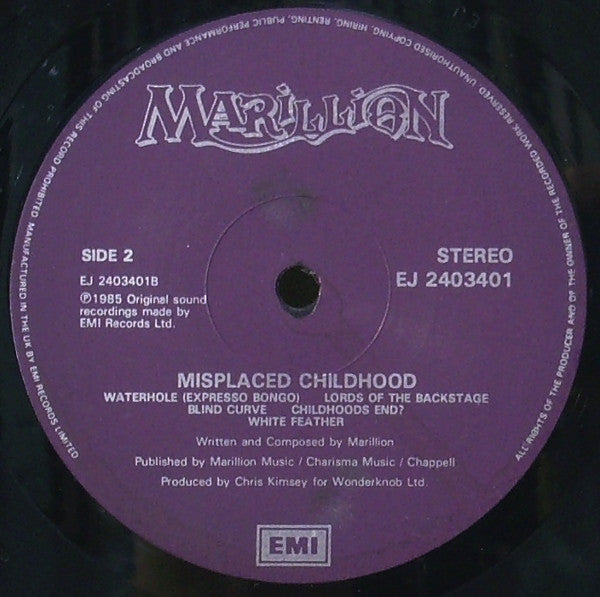 MARILLION
SIDE 2
EJ 2403401B
℗1985 Original sound
recordings made by
EMI Records Ltd.
STEREO
EJ 2403401
MISPLACED CHILDHOOD
WATERHOLE (EXPRESSO BONGO) LORDS OF THE BACKSTAGE
BLIND CURVE CHILDHOODS END?
WHITE FEATHER
Written and Composed by Marillion
Published by Marillion Music / Charisma Music / Chappell
Produced by Chris Kimsey for Wonderknob Ltd.
EMI
ALL RIGHTS OF THE PRODUCER AND OF THE OWNER OF THE RECORDED WORK RESERVED UNAUTHORISED COPYING, HIRING, RENTING, PUBLIC PERFORMANCE AND BROADCASTING OF THIS RECORD PROHIBITED MANUFACTURED IN THE UK BY EMI RECORDS LIMITED